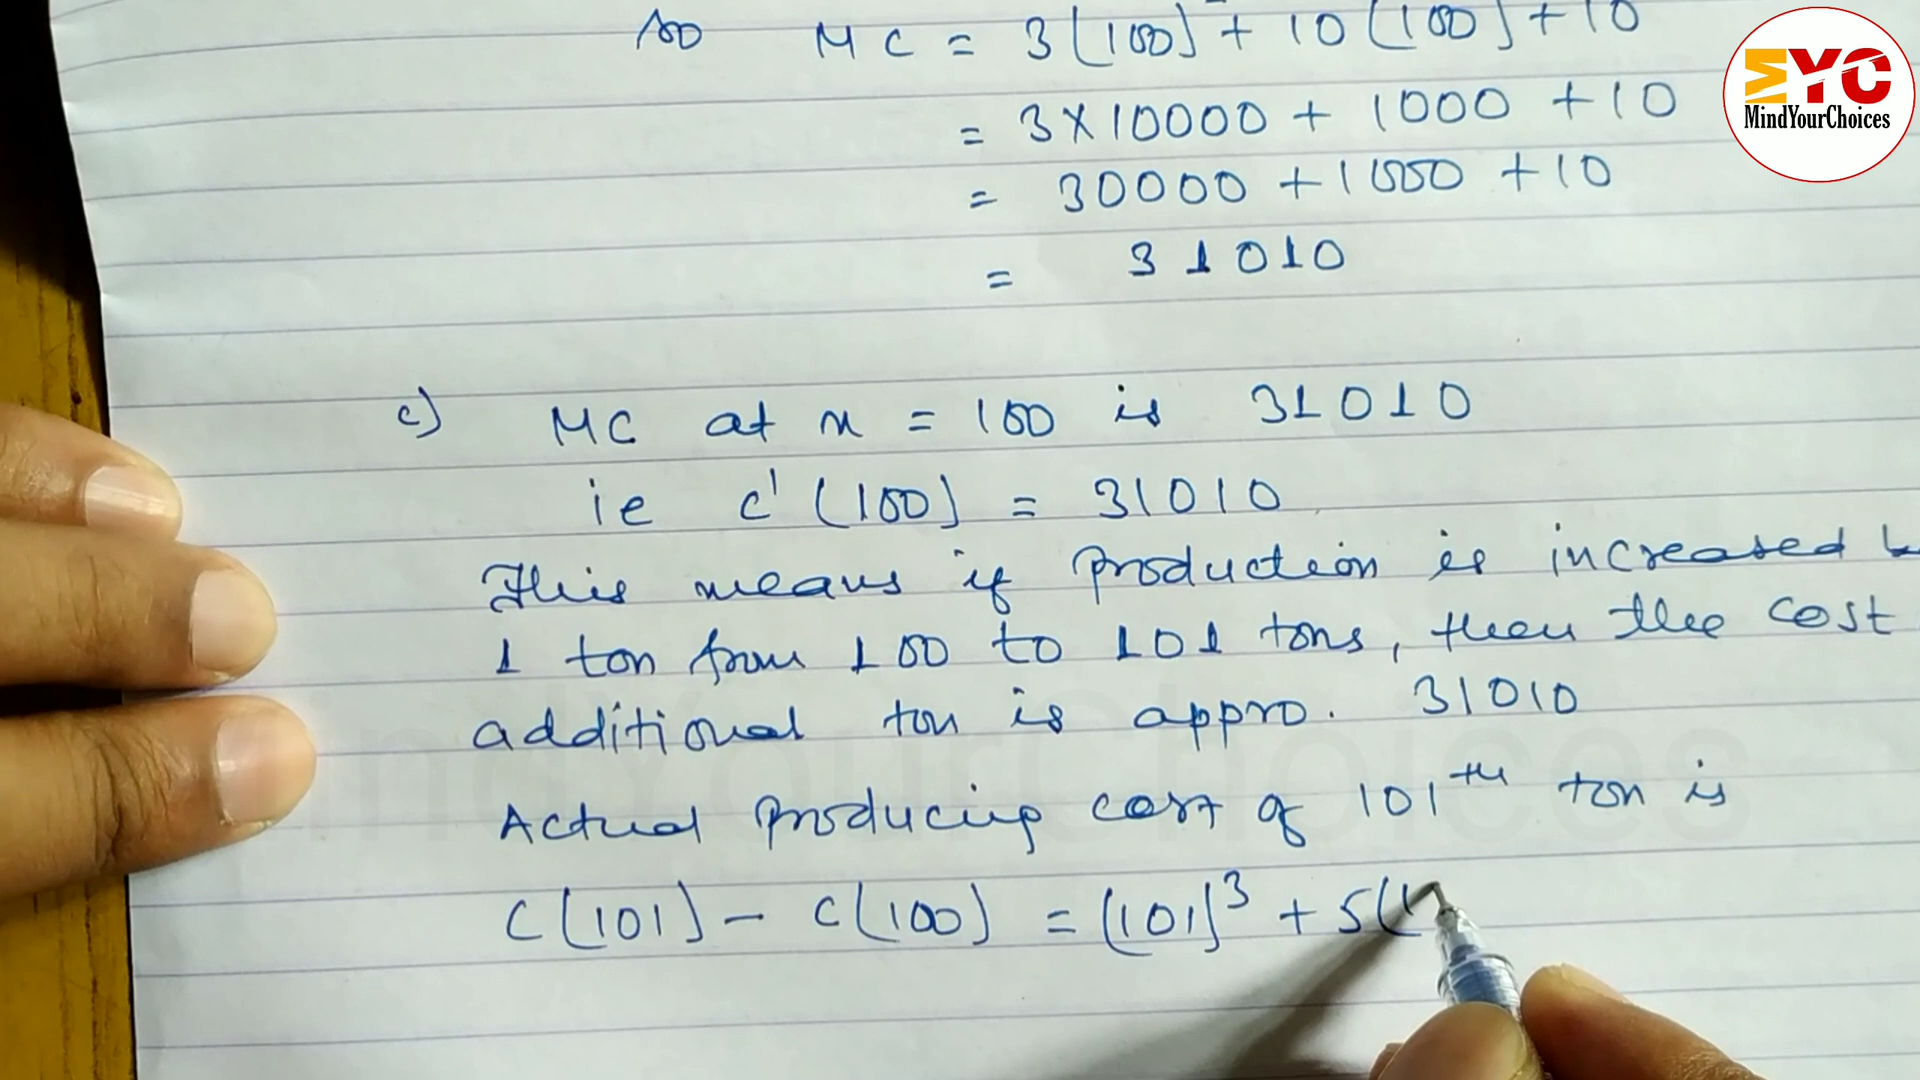 so MC = 3(100)² + 10(100) + 10
= 3×10000 + 1000 + 10
= 30000 + 1000 + 10
= 31010
c) MC at x = 100 is 31010
ie c'(100) = 31010
This means if production is increased
1 ton from 100 to 101 tons, then the cost
additional ton is appro. 31010
Actual producing cost of 101th ton is
C(101) - C(100) = (101)³ + 5(1
MYC
MindYourChoices
MindYourChoices